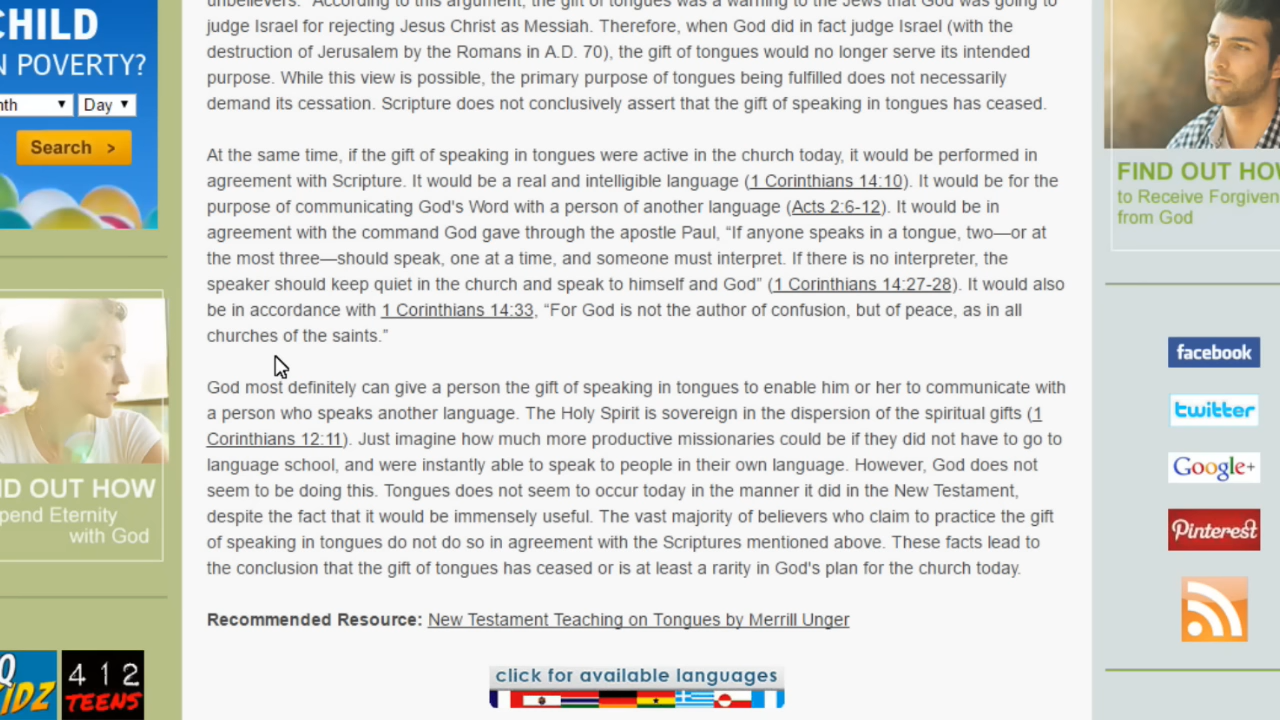 CHILD
N POVERTY?
nth
Day
Search >
unbelievers." According to this argument, the gift of tongues was a warning to the Jews that God was going to
judge Israel for rejecting Jesus Christ as Messiah. Therefore, when God did in fact judge Israel (with the
destruction of Jerusalem by the Romans in A.D. 70), the gift of tongues would no longer serve its intended
purpose. While this view is possible, the primary purpose of tongues being fulfilled does not necessarily
demand its cessation. Scripture does not conclusively assert that the gift of speaking in tongues has ceased.
At the same time, if the gift of speaking in tongues were active in the church today, it would be performed in
agreement with Scripture. It would be a real and intelligible language (1 Corinthians 14:10). It would be for the
purpose of communicating God's Word with a person of another language (Acts 2:6-12). It would be in
agreement with the command God gave through the apostle Paul, “If anyone speaks in a tongue, two—or at
the most three—should speak, one at a time, and someone must interpret. If there is no interpreter, the
speaker should keep quiet in the church and speak to himself and God” (1 Corinthians 14:27-28). It would also
be in accordance with 1 Corinthians 14:33, “For God is not the author of confusion, but of peace, as in all
churches of the saints.”
God most definitely can give a person the gift of speaking in tongues to enable him or her to communicate with
a person who speaks another language. The Holy Spirit is sovereign in the dispersion of the spiritual gifts (1
Corinthians 12:11). Just imagine how much more productive missionaries could be if they did not have to go to
language school, and were instantly able to speak to people in their own language. However, God does not
seem to be doing this. Tongues does not seem to occur today in the manner it did in the New Testament,
despite the fact that it would be immensely useful. The vast majority of believers who claim to practice the gift
of speaking in tongues do not do so in agreement with the Scriptures mentioned above. These facts lead to
the conclusion that the gift of tongues has ceased or is at least a rarity in God's plan for the church today.
Recommended Resource: New Testament Teaching on Tongues by Merrill Unger
click for available languages
ND OUT HOW
pend Eternity
with God
Q
KIDZ
412
TEENS
FIND OUT HOW
to Receive Forgiven
from God
facebook
twitter
Google+
Pinterest